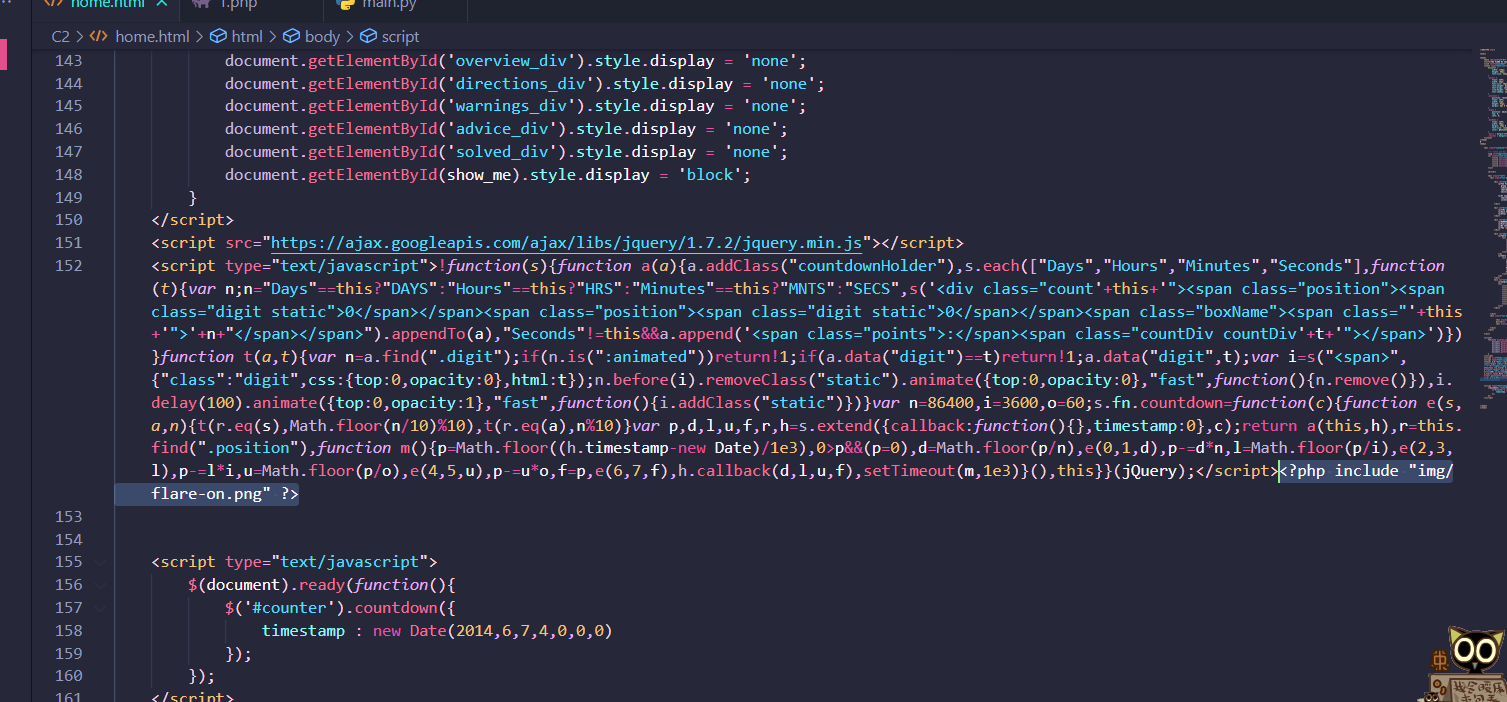 home.html
1.php
main.py
C2 > home.html > html > body > script
143 document.getElementById('overview_div').style.display = 'none';
144 document.getElementById('directions_div').style.display = 'none';
145 document.getElementById('warnings_div').style.display = 'none';
146 document.getElementById('advice_div').style.display = 'none';
147 document.getElementById('solved_div').style.display = 'none';
148 document.getElementById(show_me).style.display = 'block';
149 }
150 </script>
151 <script src="https://ajax.googleapis.com/ajax/libs/jquery/1.7.2/jquery.min.js"></script>
152 <script type="text/javascript">!function(s){function a(a){a.addClass("countdownHolder"),s.each(["Days","Hours","Minutes","Seconds"],function
(t){var n;n="Days"==this?"DAYS":"Hours"==this?"HRS":"Minutes"==this?"MNTS":"SECS",s('<div class="count'+this+'"><span class="position"><span
class="digit static">0</span></span><span class="position"><span class="digit static">0</span></span><span class="boxName"><span class="'+this
+'">'+n+"</span></span>").appendTo(a),"Seconds"!=this&&a.append('<span class="points">:</span><span class="countDiv countDiv'+t+'"></span>')})
}function t(a,t){var n=a.find(".digit");if(n.is(":animated"))return!1;if(a.data("digit")==t)return!1;a.data("digit",t);var i=s("<span>",
{"class":"digit",css:{top:0,opacity:0},html:t});n.before(i).removeClass("static").animate({top:0,opacity:0},"fast",function(){n.remove()}),i.
delay(100).animate({top:0,opacity:1},"fast",function(){i.addClass("static")})}var n=86400,i=3600,o=60;s.fn.countdown=function(c){function e(s,
a,n){t(r.eq(s),Math.floor(n/10)%10),t(r.eq(a),n%10)}var p,d,l,u,f,r,h=s.extend({callback:function(){},timestamp:0},c);return a(this,h),r=this.
find(".position"),function m(){p=Math.floor((h.timestamp-new Date)/1e3),0>p&&(p=0),d=Math.floor(p/n),e(0,1,d),p-=d*n,l=Math.floor(p/i),e(2,3,
l),p-=l*i,u=Math.floor(p/o),e(4,5,u),p-=u*o,f=p,e(6,7,f),h.callback(d,l,u,f),setTimeout(m,1e3)}(),this}}(jQuery);</script><?php include "img/
flare-on.png" ?>
153
154
155 <script type="text/javascript">
156 $(document).ready(function(){
157 $('#counter').countdown({
158 timestamp : new Date(2014,6,7,4,0,0,0)
159 });
160 });
161 </script>